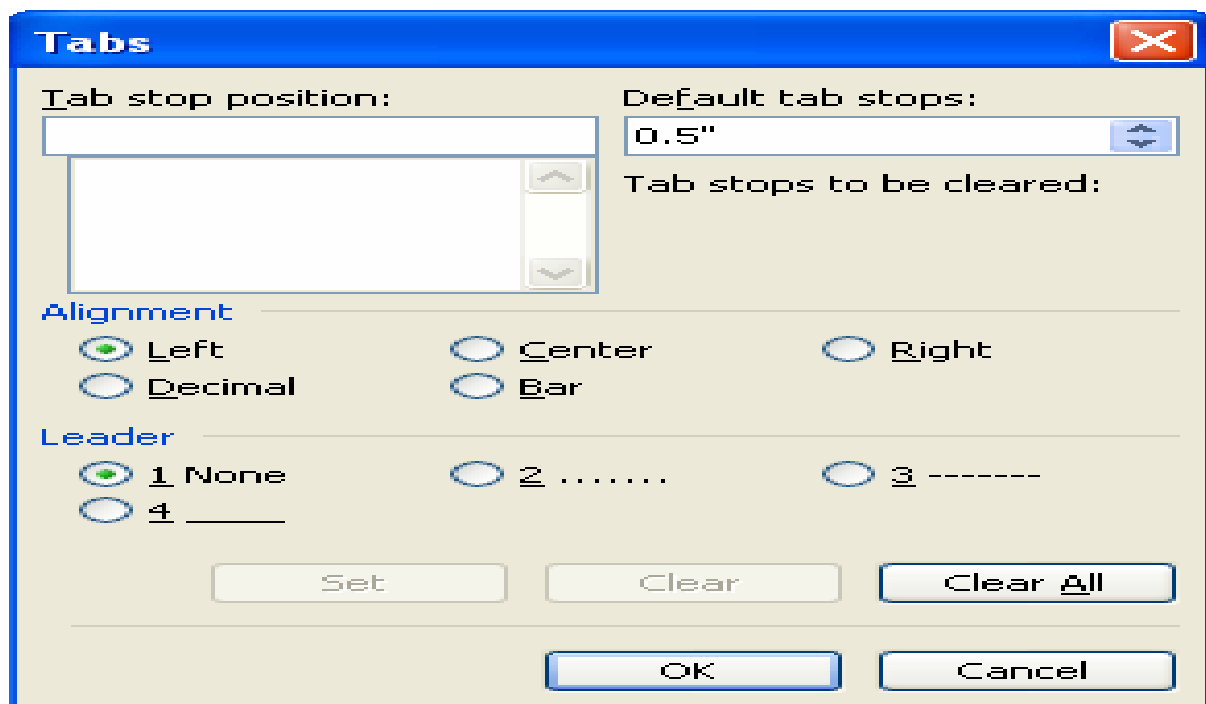 Tabs
Tab stop position: Default tab stops:
0.5"
Tab stops to be cleared:
Alignment
Left Center Right
Decimal Bar
Leader
1 None 2 ....... 3 -------
4 _____
Set Clear Clear All
OK Cancel